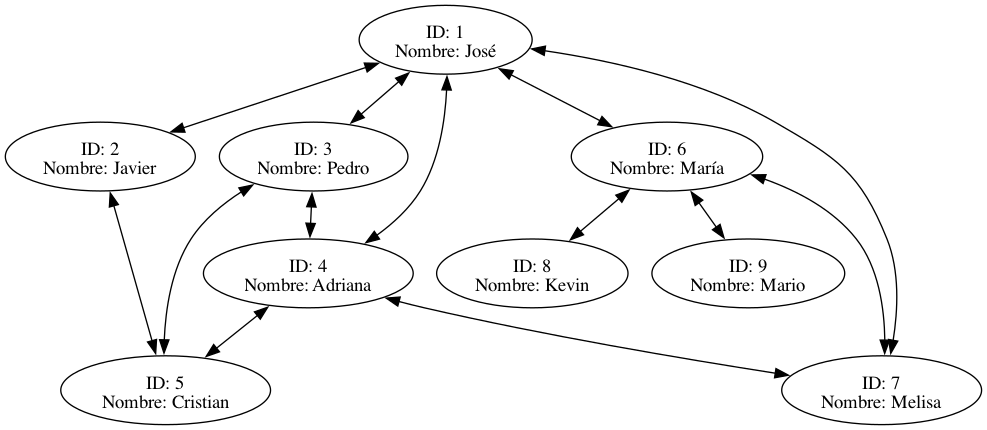 ID: 1
Nombre: José
ID: 2
Nombre: Javier
ID: 3
Nombre: Pedro
ID: 6
Nombre: María
ID: 4
Nombre: Adriana
ID: 8
Nombre: Kevin
ID: 9
Nombre: Mario
ID: 5
Nombre: Cristian
ID: 7
Nombre: Melisa